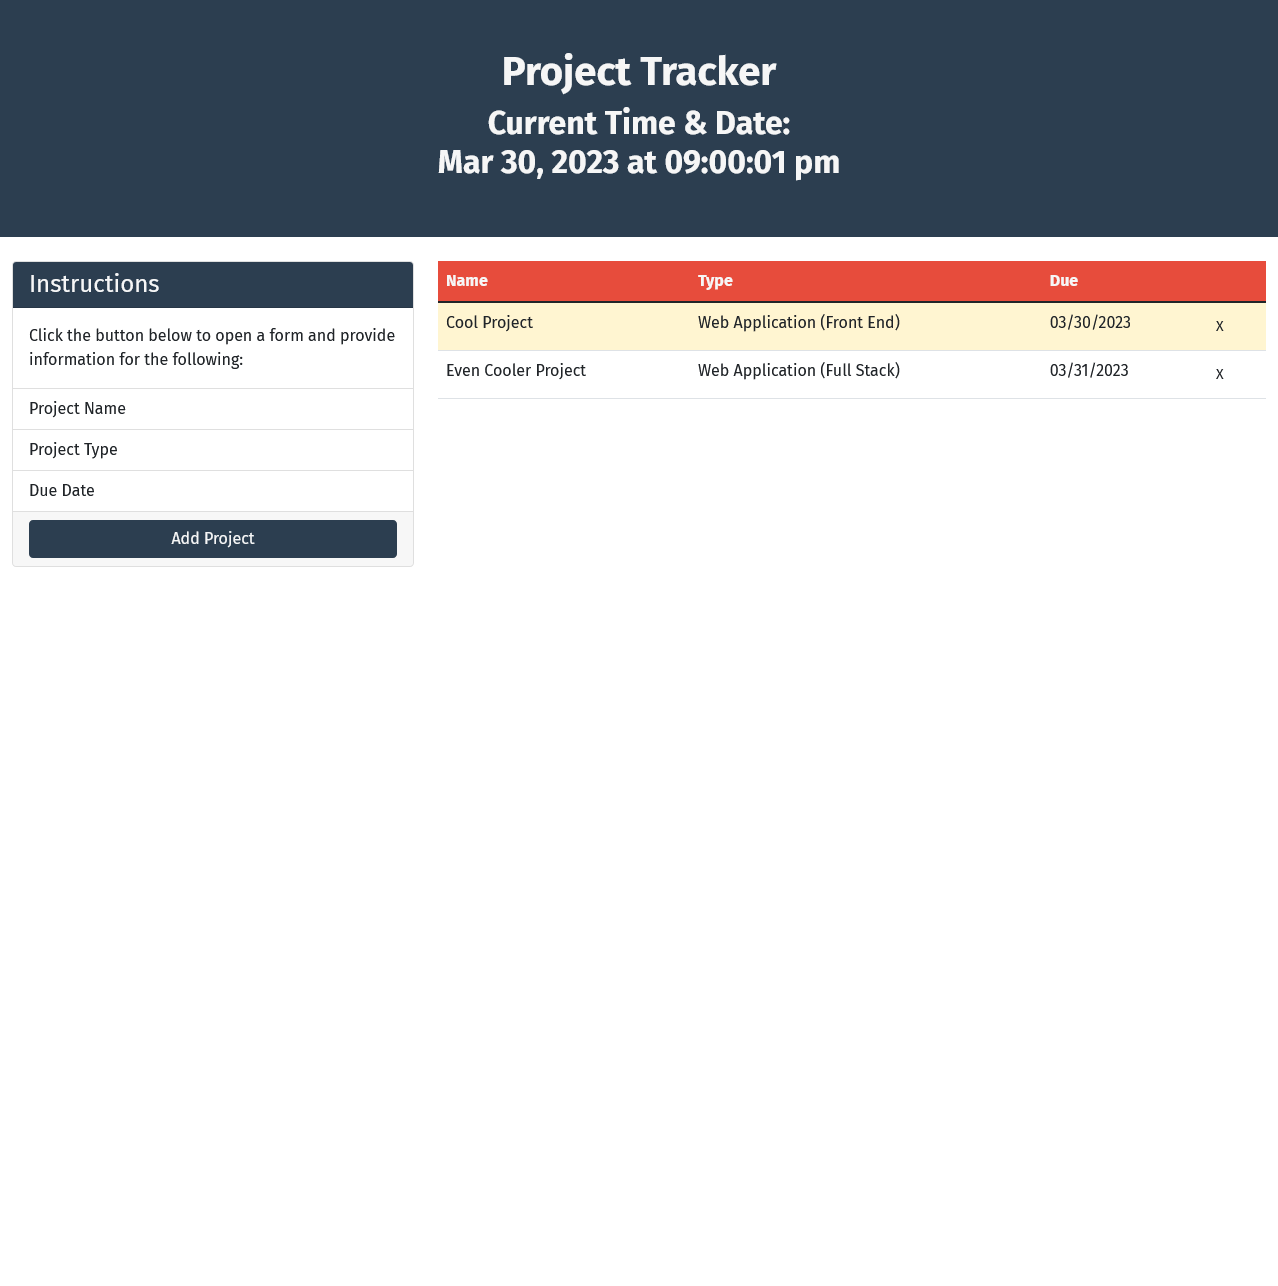 Project Tracker
Current Time & Date:
Mar 30, 2023 at 09:00:01 pm
Instructions
Click the button below to open a form and provide
information for the following:
Project Name
Project Type
Due Date
Add Project
Name Type Due
Cool Project Web Application (Front End) 03/30/2023 X
Even Cooler Project Web Application (Full Stack) 03/31/2023 X